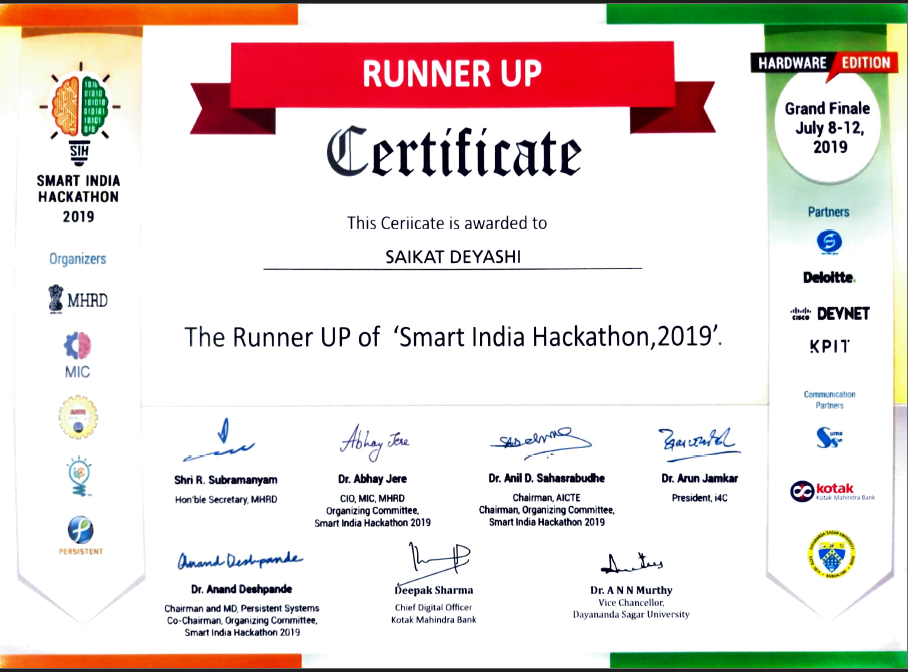 RUNNER UP
Certificate
This Ceriicate is awarded to
SAIKAT DEYASHI
The Runner UP of ‘Smart India Hackathon,2019’.
SIH
SMART INDIA
HACKATHON
2019
Organizers
MHRD
MIC
PERSISTENT
HARDWARE EDITION
Grand Finale
July 8-12,
2019
Partners
Deloitte.
CISCO DEVNET
KPIT
Communication
Partners
kotak
Kotak Mahindra Bank
Abhay Jere
Shri R. Subramanyam
Hon'ble Secretary, MHRD
Dr. Abhay Jere
CIO, MIC, MHRD
Organizing Committee,
Smart India Hackathon 2019
Dr. Anil D. Sahasrabudhe
Chairman, AICTE
Chairman, Organizing Committee,
Smart India Hackathon 2019
Dr. Arun Jamkar
President, i4C
Anand Deshpande
Dr. Anand Deshpande
Chairman and MD, Persistent Systems
Co-Chairman, Organizing Committee,
Smart India Hackathon 2019
Deepak Sharma
Chief Digital Officer
Kotak Mahindra Bank
Dr. A N N Murthy
Vice Chancellor,
Dayananda Sagar University